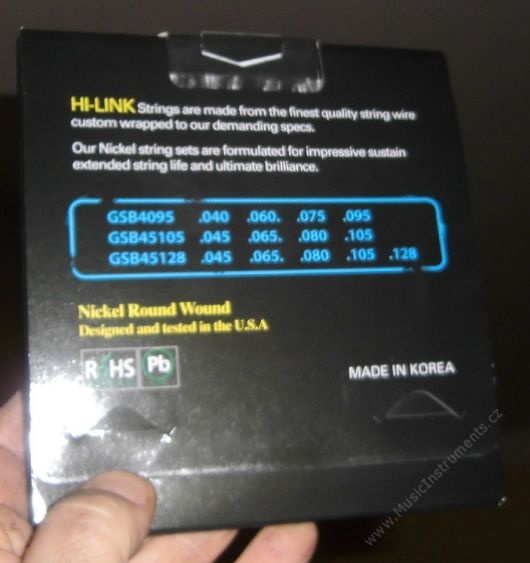 HI-LINK Strings are made from the finest quality string wire
custom wrapped to our demanding specs.
Our Nickel string sets are formulated for impressive sustain
extended string life and ultimate brilliance.
GSB4095 .040 .060. .075 .095
GSB45105 .045 .065. .080 .105
GSB45128 .045 .065. .080 .105 .128
Nickel Round Wound
Designed and tested in the U.S.A
R HS Pb
MADE IN KOREA
www.MusicInstruments.cz